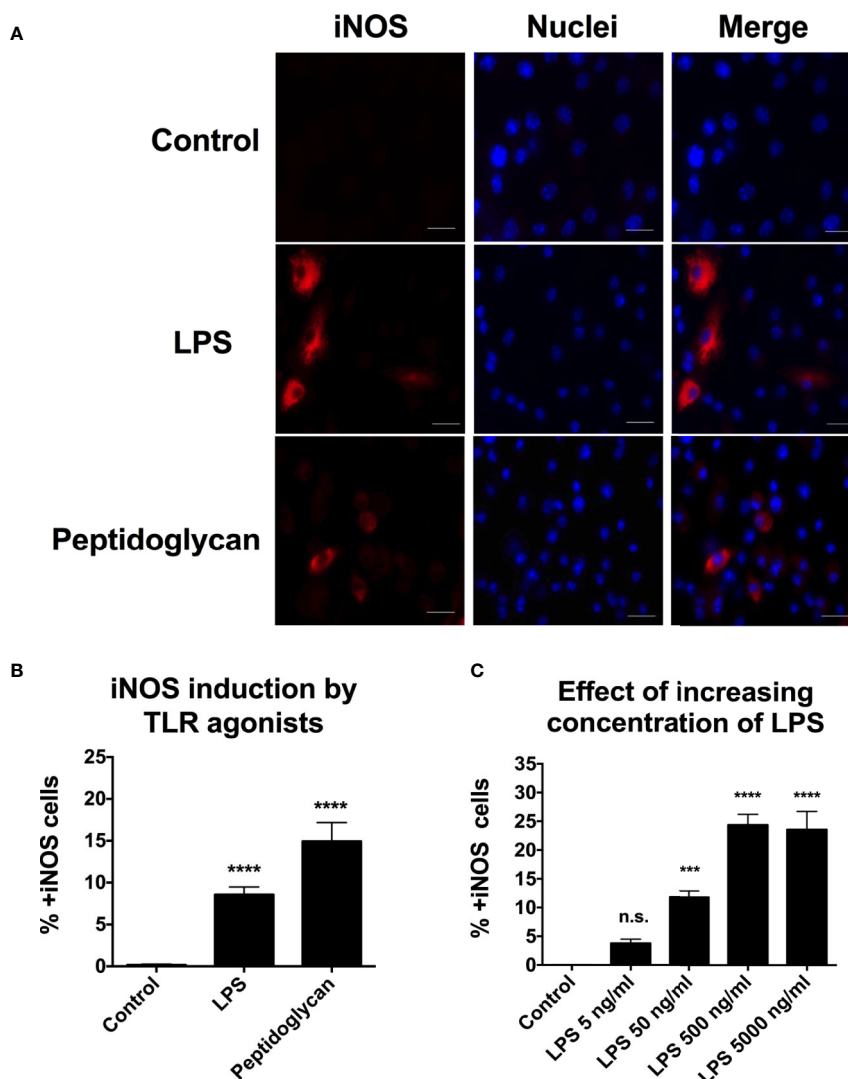 A
iNOS
Nuclei
Merge
Control
LPS
Peptidoglycan
B
iNOS induction by
TLR agonists
% +iNOS cells
25
20
15
10
5
0
****
****
Control
LPS
Peptidoglycan
C
Effect of increasing
concentration of LPS
% +iNOS cells
35
30
25
20
15
10
5
0
n.s.
***
****
****
Control
LPS 5 ng/ml
LPS 50 ng/ml
LPS 500 ng/ml
LPS 5000 ng/ml